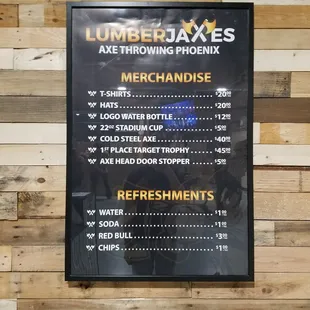 LUMBERJAXES
AXE THROWING PHOENIX
MERCHANDISE
T-SHIRTS $20
HATS $20
LOGO WATER BOTTLE $12
22oz STADIUM CUP $5
COLD STEEL AXE $40
1ST PLACE TARGET TROPHY $45
AXE HEAD DOOR STOPPER $5
REFRESHMENTS
WATER $1
SODA $1
RED BULL $3
CHIPS $1